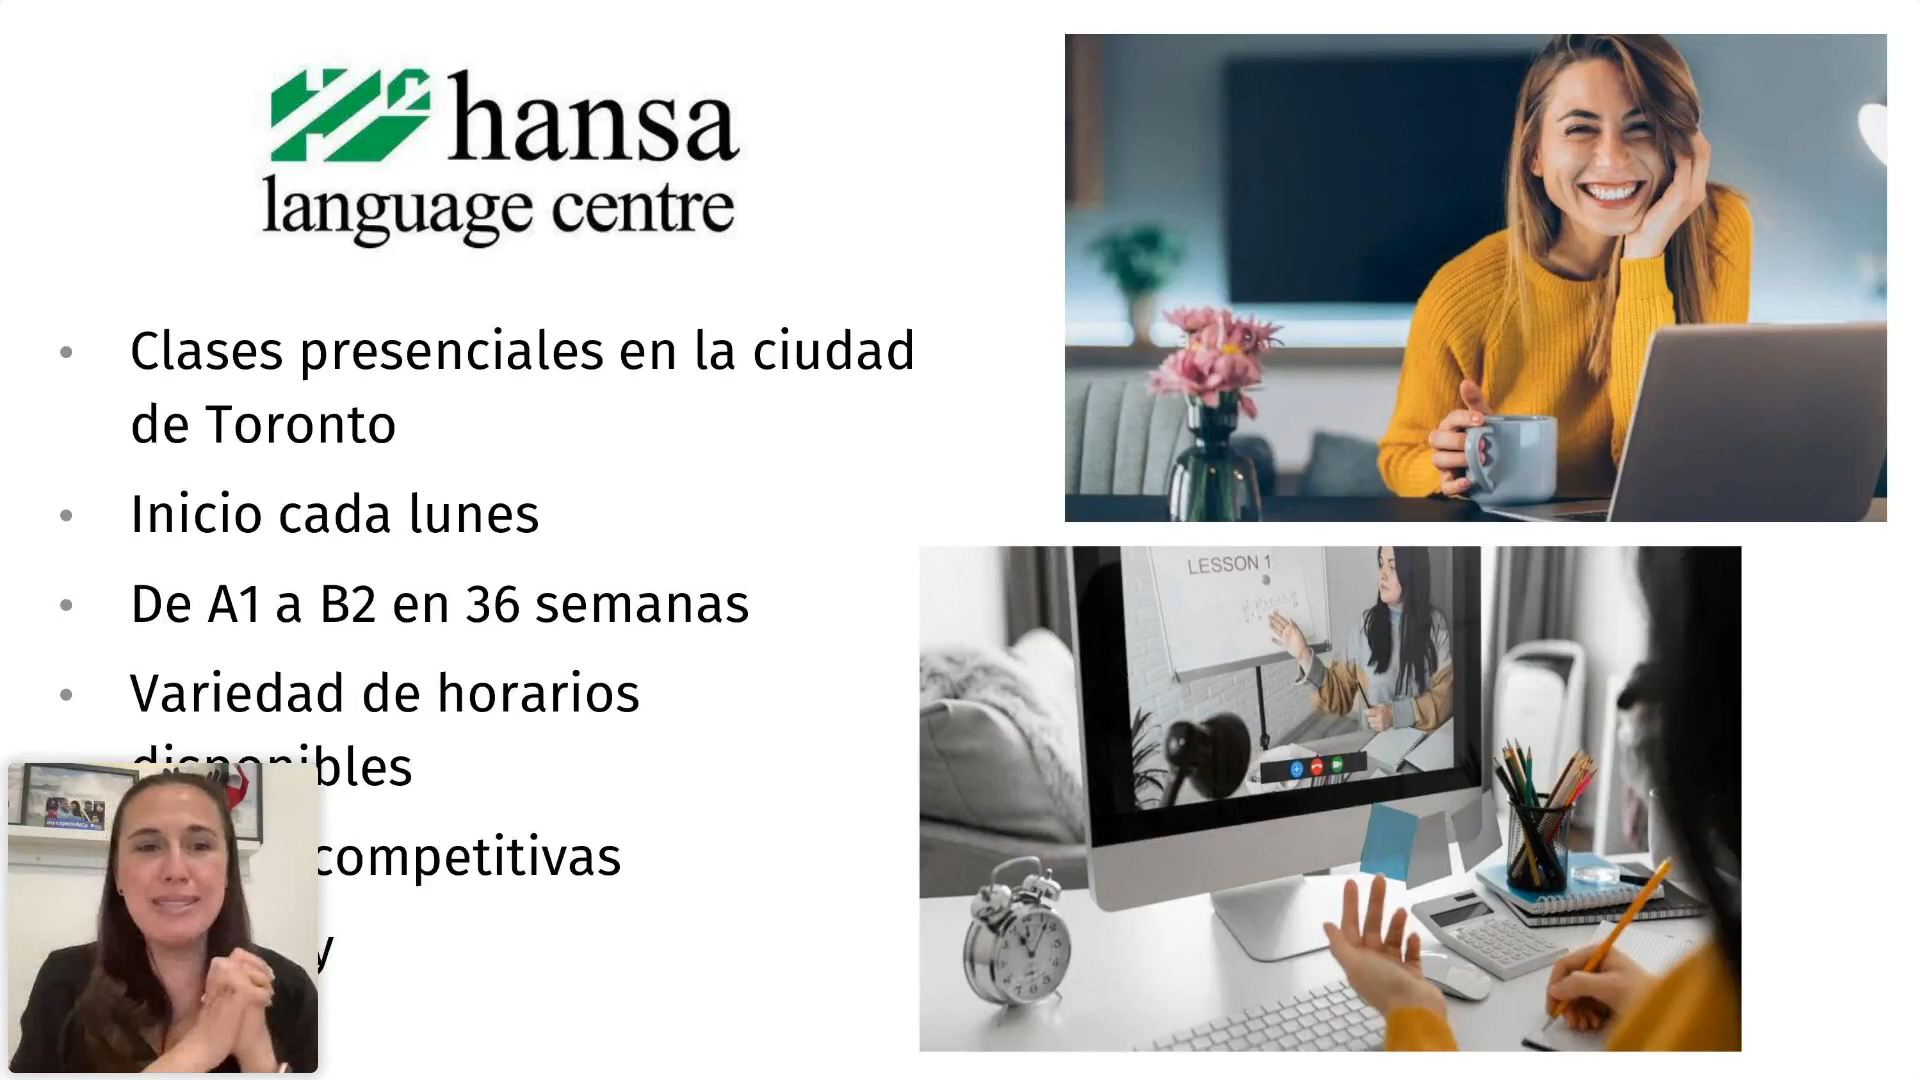 hansa
language centre
Clases presenciales en la ciudad
de Toronto
Inicio cada lunes
De A1 a B2 en 36 semanas
Variedad de horarios
disponibles
competitivas
y
LESSON 1